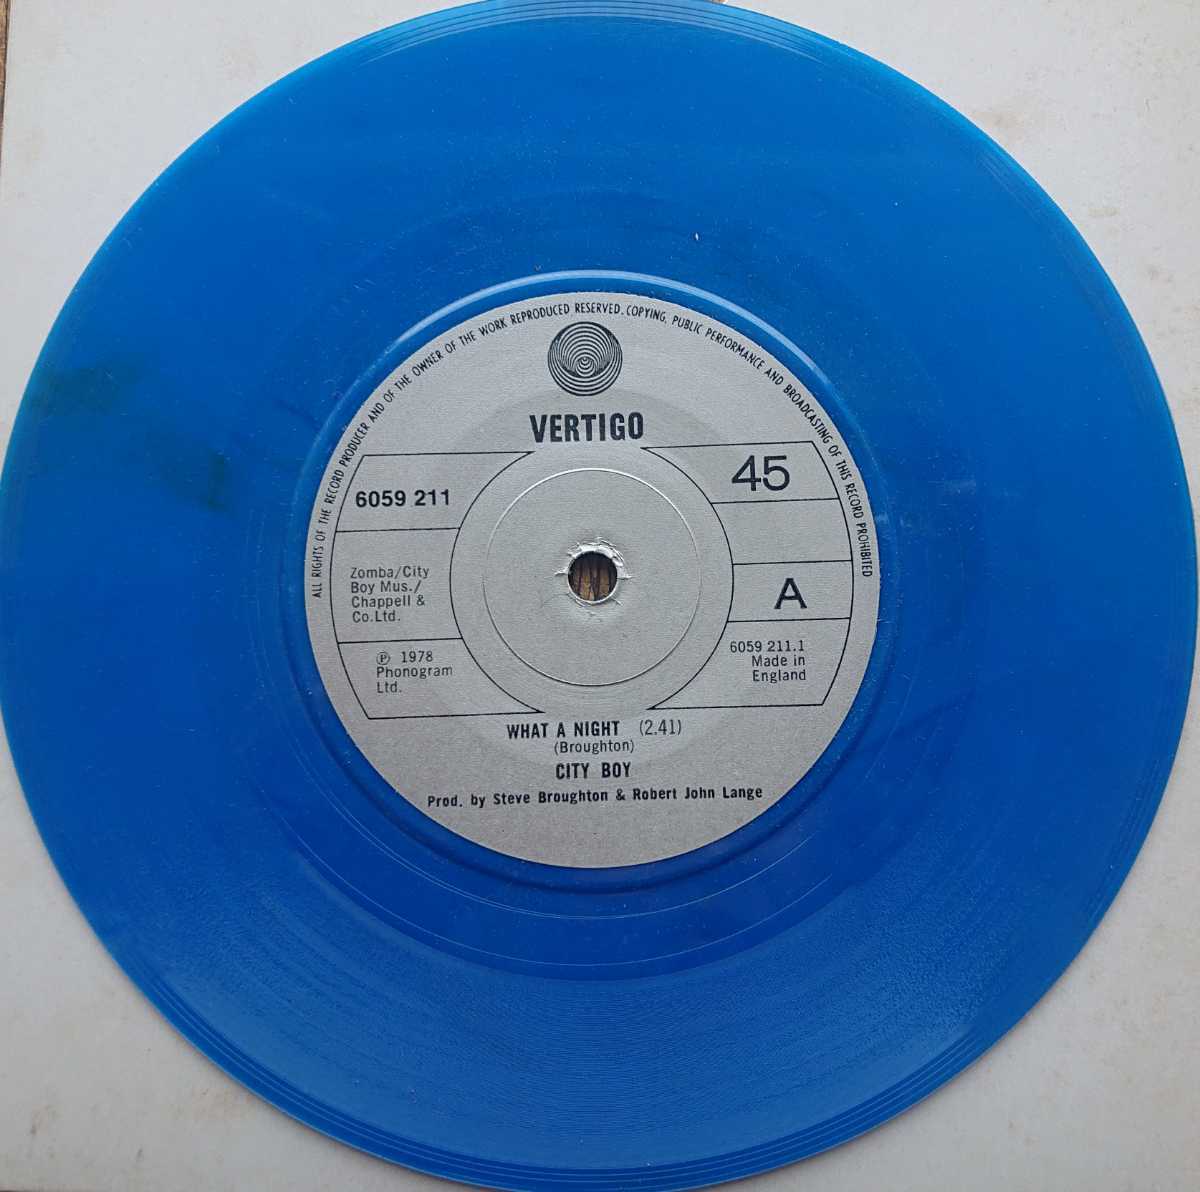 ALL RIGHTS OF THE RECORD PRODUCER AND OF THE OWNER OF THE WORK REPRODUCED RESERVED. COPYING, PUBLIC PERFORMANCE AND BROADCASTING OF THIS RECORD PROHIBITED
VERTIGO
6059 211
45
Zomba/City
Boy Mus./
Chappell &
Co.Ltd.
A
℗ 1978
Phonogram
Ltd.
6059 211.1
Made in
England
WHAT A NIGHT (2.41)
(Broughton)
CITY BOY
Prod. by Steve Broughton & Robert John Lange